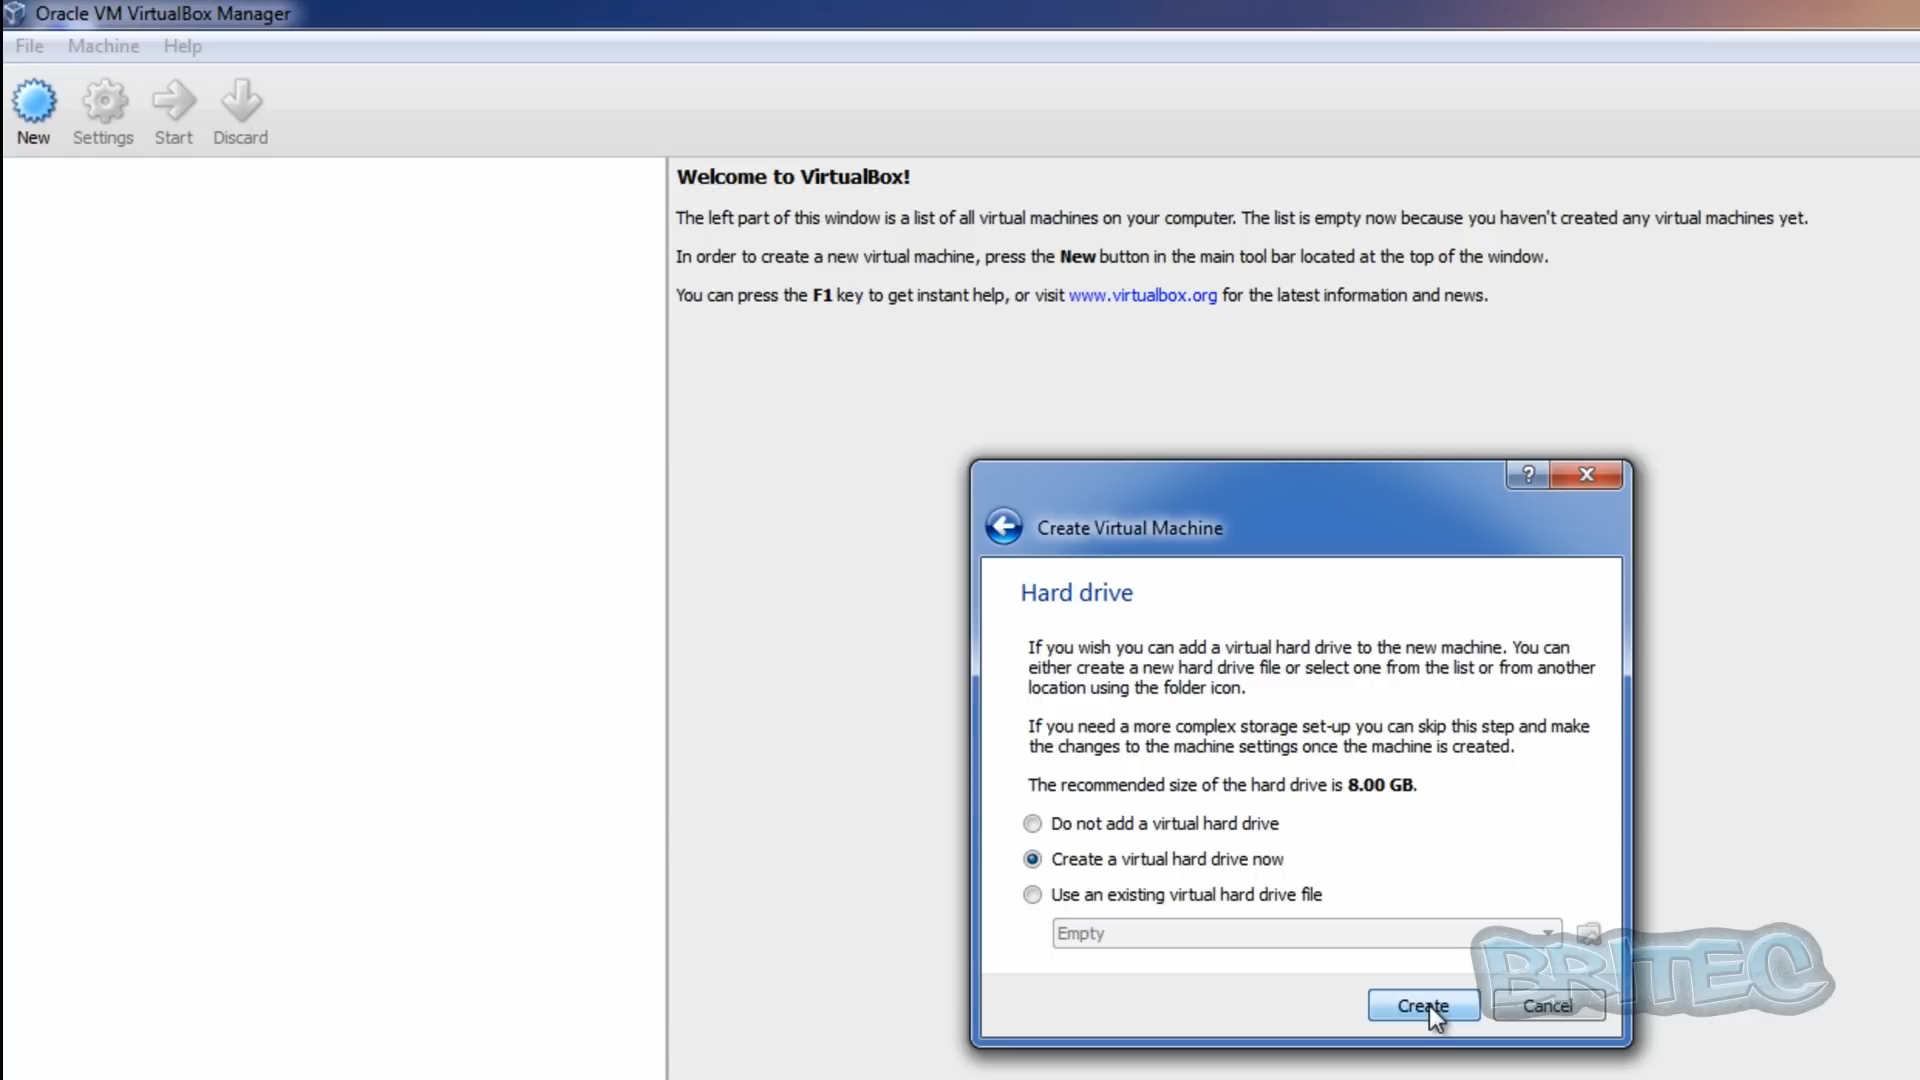 Oracle VM VirtualBox Manager
File Machine Help
New Settings Start Discard
Welcome to VirtualBox!
The left part of this window is a list of all virtual machines on your computer. The list is empty now because you haven't created any virtual machines yet.
In order to create a new virtual machine, press the New button in the main tool bar located at the top of the window.
You can press the F1 key to get instant help, or visit www.virtualbox.org for the latest information and news.
?
Create Virtual Machine
Hard drive
If you wish you can add a virtual hard drive to the new machine. You can
either create a new hard drive file or select one from the list or from another
location using the folder icon.
If you need a more complex storage set-up you can skip this step and make
the changes to the machine settings once the machine is created.
The recommended size of the hard drive is 8.00 GB.
Do not add a virtual hard drive
Create a virtual hard drive now
Use an existing virtual hard drive file
Empty
BRITEC
Create Cancel